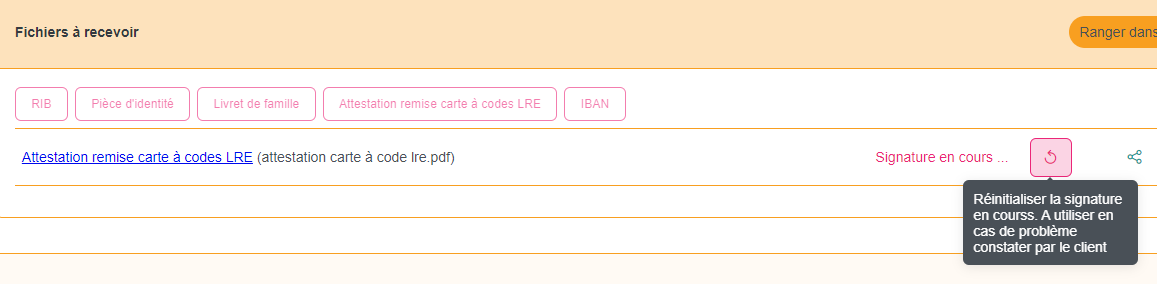 Fichiers à recevoir
Ranger dans
RIB
Pièce d'identité
Livret de famille
Attestation remise carte à codes LRE
IBAN
Attestation remise carte à codes LRE (attestation carte à code lre.pdf)
Signature en cours ...
Réinitialiser la signature
en courss. A utiliser en
cas de problème
constater par le client